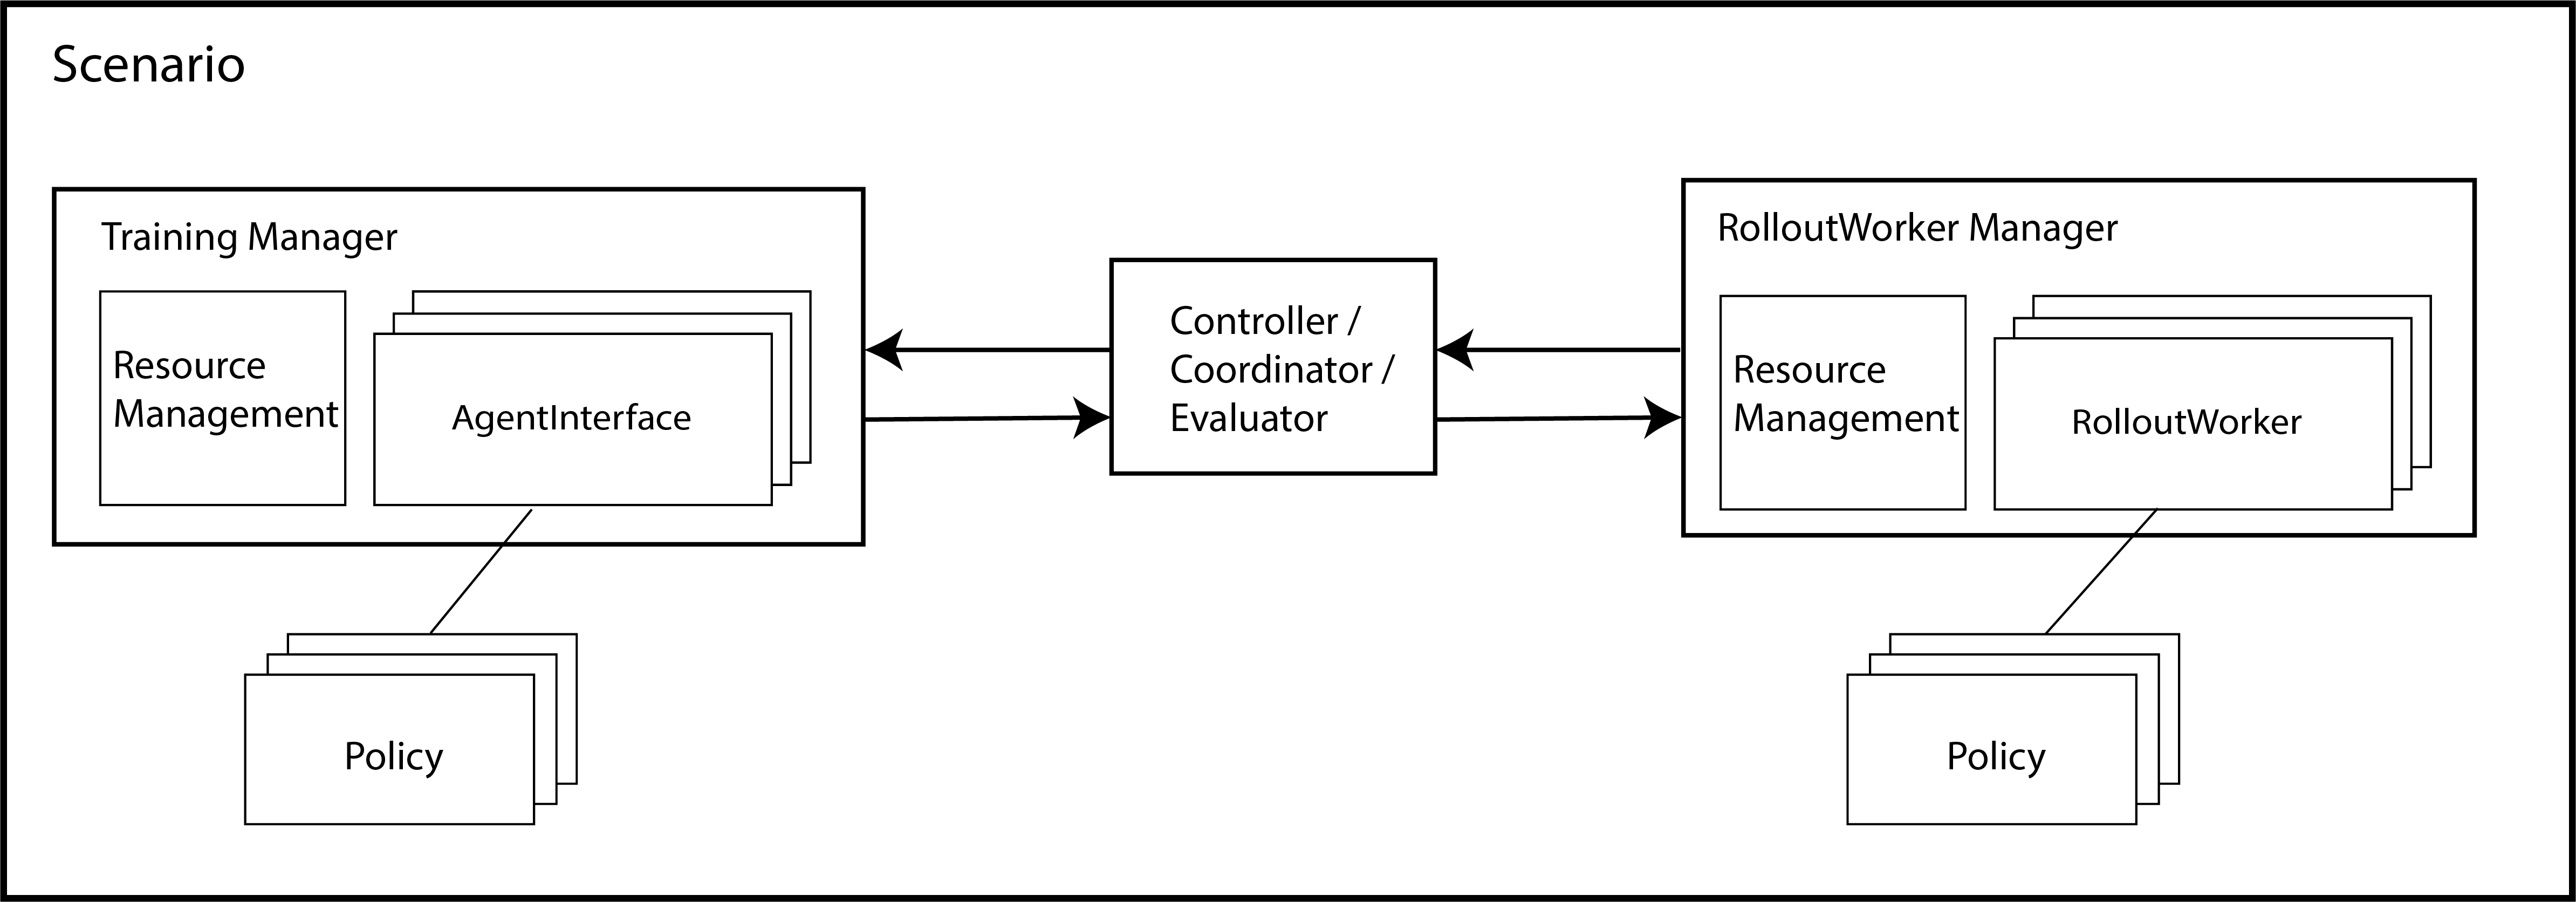 Scenario
Training Manager
Resource
Management
AgentInterface
Policy
Controller /
Coordinator /
Evaluator
RolloutWorker Manager
Resource
Management
RolloutWorker
Policy